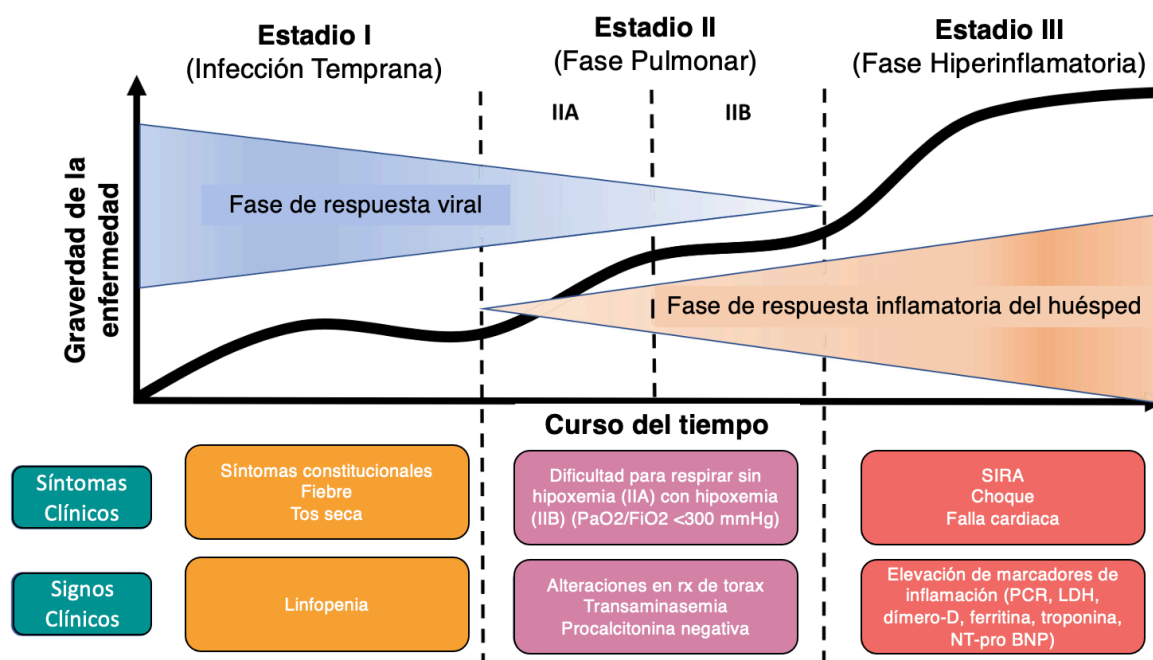 Estadio I
(Infección Temprana)
Estadio II
(Fase Pulmonar)
Estadio III
(Fase Hiperinflamatoria)
IIA
IIB
Graverdad de la
enfermedad
Fase de respuesta viral
Fase de respuesta inflamatoria del huésped
Curso del tiempo
Síntomas
Clínicos
Síntomas constitucionales
Fiebre
Tos seca
Dificultad para respirar sin
hipoxemia (IIA) con hipoxemia
(IIB) (PaO2/FiO2 <300 mmHg)
SIRA
Choque
Falla cardiaca
Signos
Clínicos
Linfopenia
Alteraciones en rx de torax
Transaminasemia
Procalcitonina negativa
Elevación de marcadores de
inflamación (PCR, LDH,
dímero-D, ferritina, troponina,
NT-pro BNP)